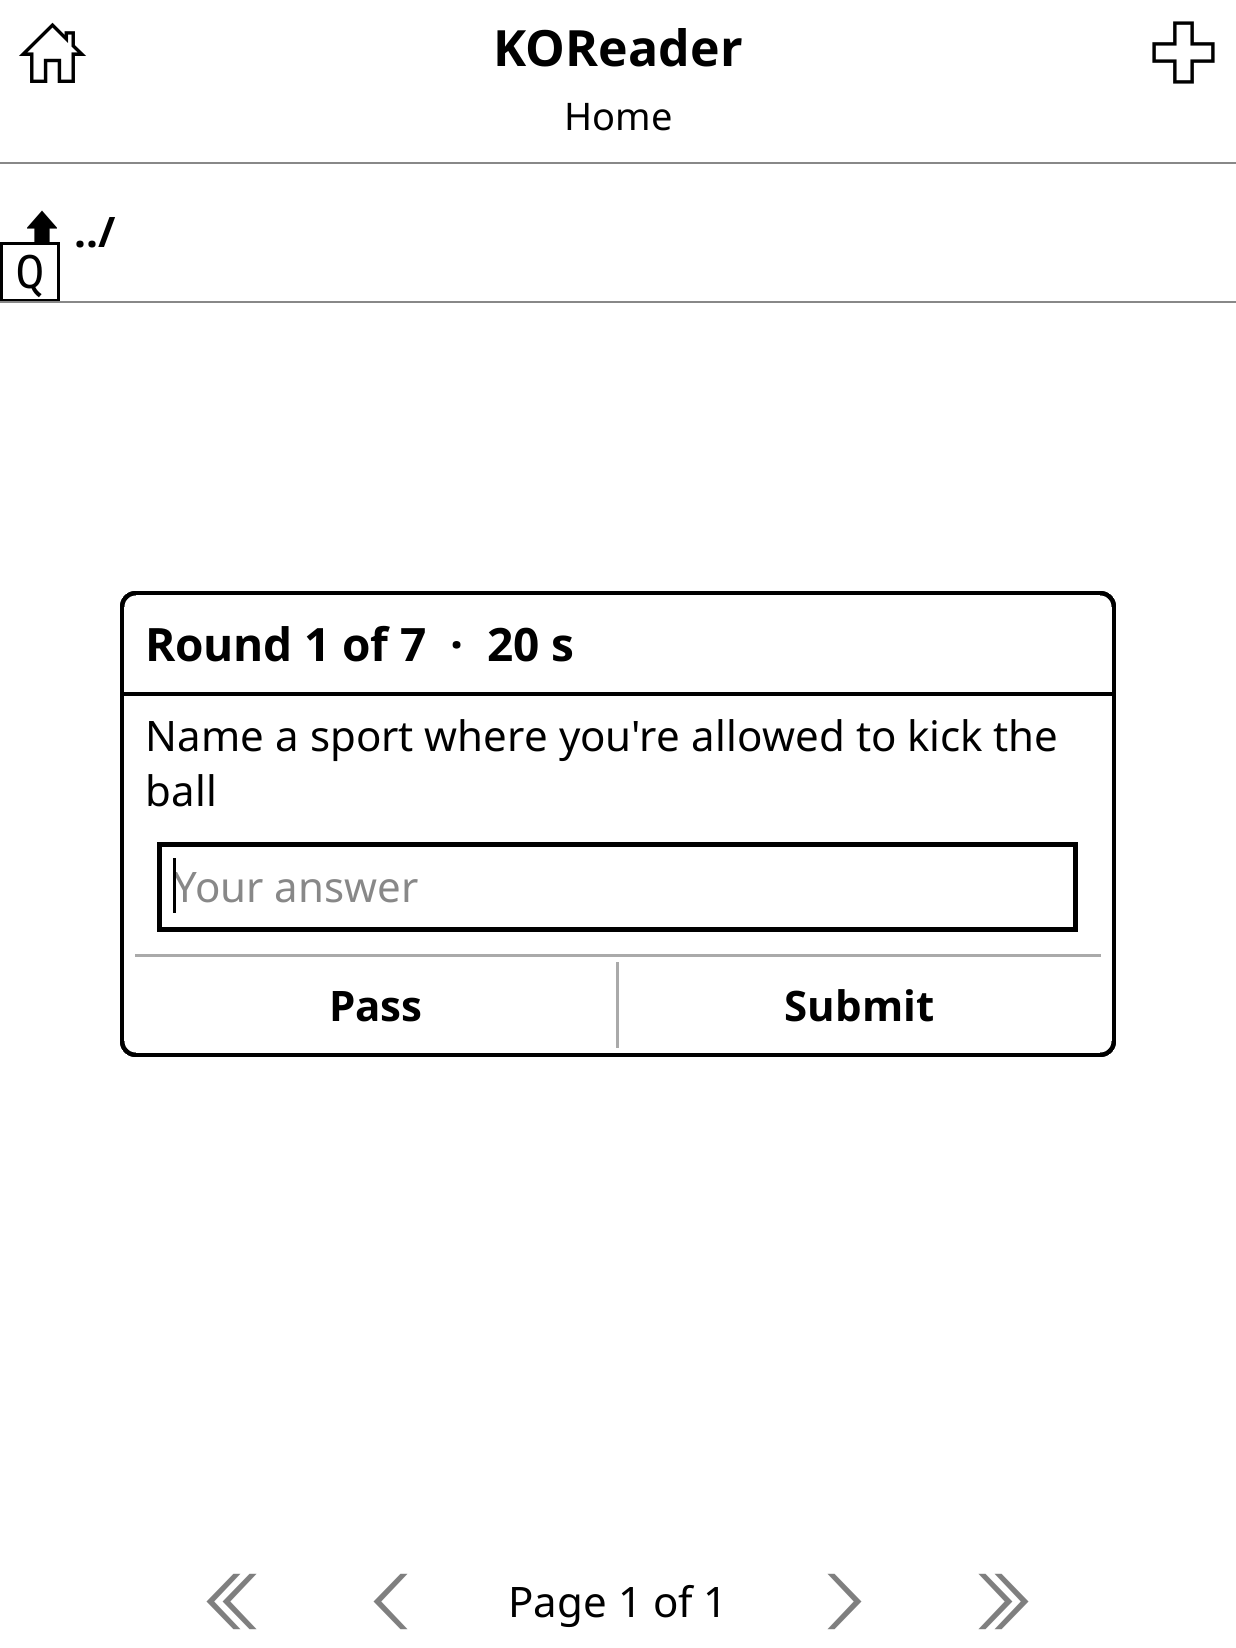 KOReader
Home
../
Q
Round 1 of 7 · 20 s
Name a sport where you're allowed to kick the
ball
Your answer
Pass
Submit
Page 1 of 1